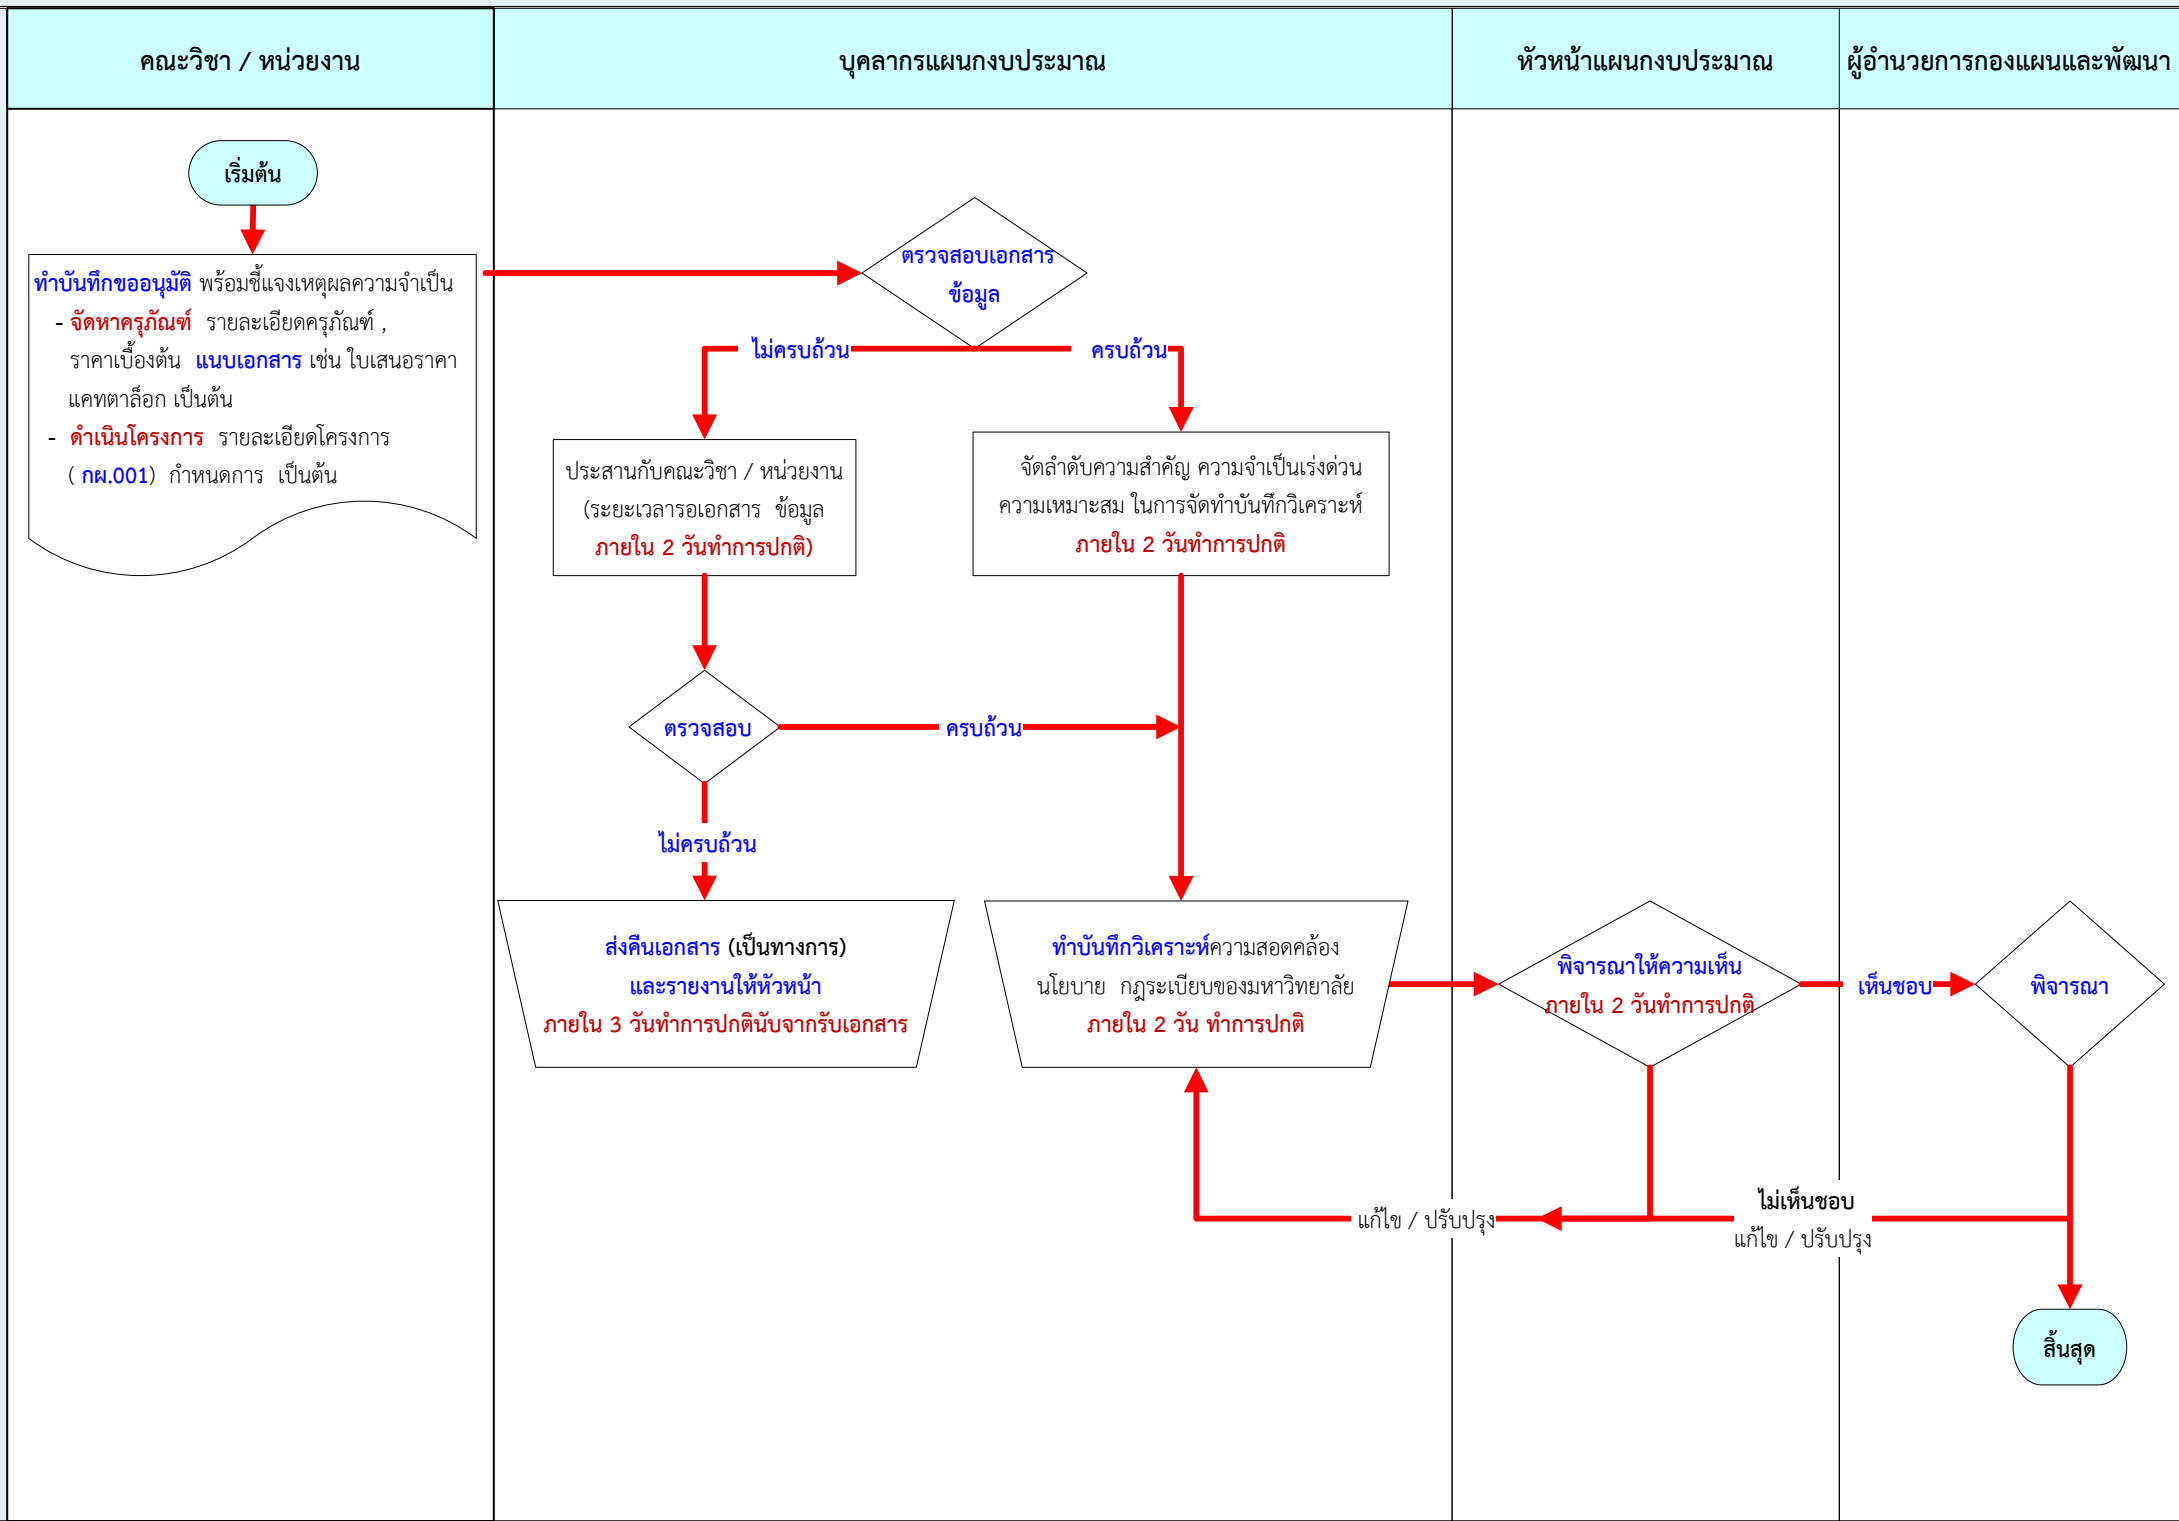 คณะวิชา / หน่วยงาน
บุคลากรแผนกงบประมาณ
หัวหน้าแผนกงบประมาณ
ผู้อำนวยการกองแผนและพัฒนา
เริ่มต้น
ทำบันทึกขออนุมัติ พร้อมชี้แจงเหตุผลความจำเป็น
- จัดหาครุภัณฑ์ รายละเอียดครุภัณฑ์ ,
ราคาเบื้องต้น แนบเอกสาร เช่น ใบเสนอราคา
แคทตาล็อก เป็นต้น
- ดำเนินโครงการ รายละเอียดโครงการ
( กผ.001) กำหนดการ เป็นต้น
ตรวจสอบเอกสาร
ข้อมูล
ไม่ครบถ้วน
ครบถ้วน
ประสานกับคณะวิชา / หน่วยงาน
(ระยะเวลารอเอกสาร ข้อมูล
ภายใน 2 วันทำการปกติ)
จัดลำดับความสำคัญ ความจำเป็นเร่งด่วน
ความเหมาะสม ในการจัดทำบันทึกวิเคราะห์
ภายใน 2 วันทำการปกติ
ตรวจสอบ
ครบถ้วน
ไม่ครบถ้วน
ส่งคืนเอกสาร (เป็นทางการ)
และรายงานให้หัวหน้า
ภายใน 3 วันทำการปกตินับจากรับเอกสาร
ทำบันทึกวิเคราะห์ความสอดคล้อง
นโยบาย กฎระเบียบของมหาวิทยาลัย
ภายใน 2 วัน ทำการปกติ
พิจารณาให้ความเห็น
ภายใน 2 วันทำการปกติ
เห็นชอบ
พิจารณา
แก้ไข / ปรับปรุง
ไม่เห็นชอบ
แก้ไข / ปรับปรุง
สิ้นสุด